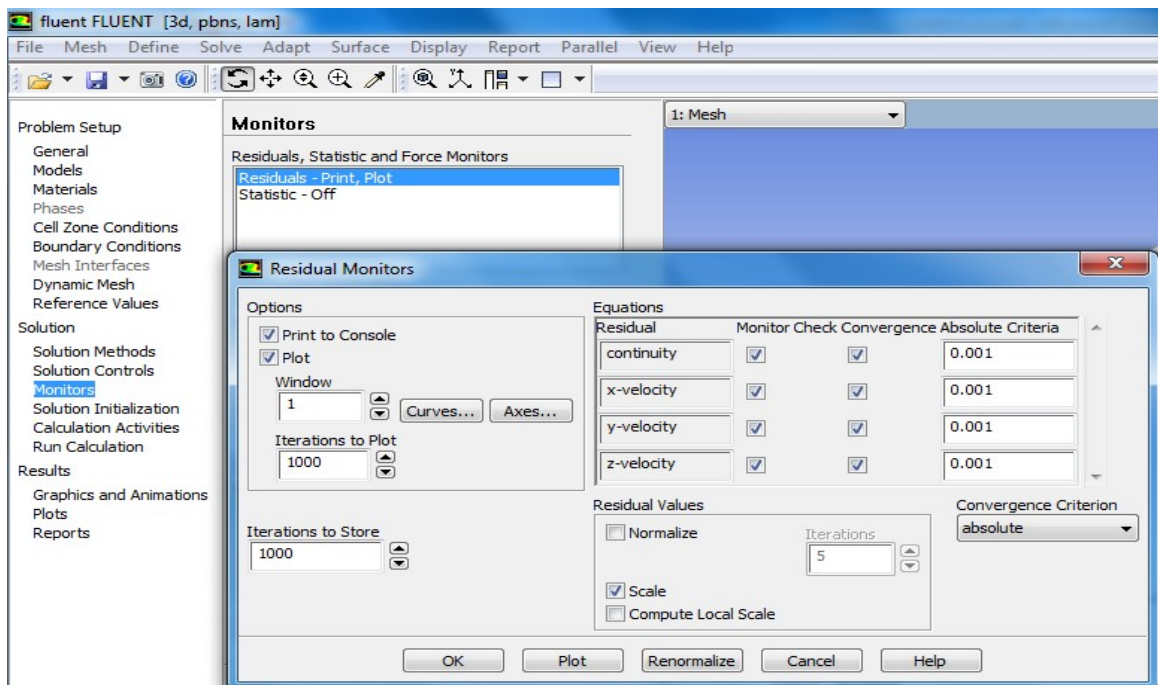 fluent FLUENT [3d, pbns, lam]
File Mesh Define Solve Adapt Surface Display Report Parallel View Help
1: Mesh
Problem Setup
General
Models
Materials
Phases
Cell Zone Conditions
Boundary Conditions
Mesh Interfaces
Dynamic Mesh
Reference Values
Solution
Solution Methods
Solution Controls
Monitors
Solution Initialization
Calculation Activities
Run Calculation
Results
Graphics and Animations
Plots
Reports
Monitors
Residuals, Statistic and Force Monitors
Residuals - Print, Plot
Statistic - Off
Residual Monitors
Options
Print to Console
Plot
Window
1
Curves... Axes...
Iterations to Plot
1000
Iterations to Store
1000
Equations
Residual Monitor Check Convergence Absolute Criteria
continuity 0.001
x-velocity 0.001
y-velocity 0.001
z-velocity 0.001
Residual Values
Normalize
Iterations
5
Scale
Compute Local Scale
Convergence Criterion
absolute
OK Plot Renormalize Cancel Help